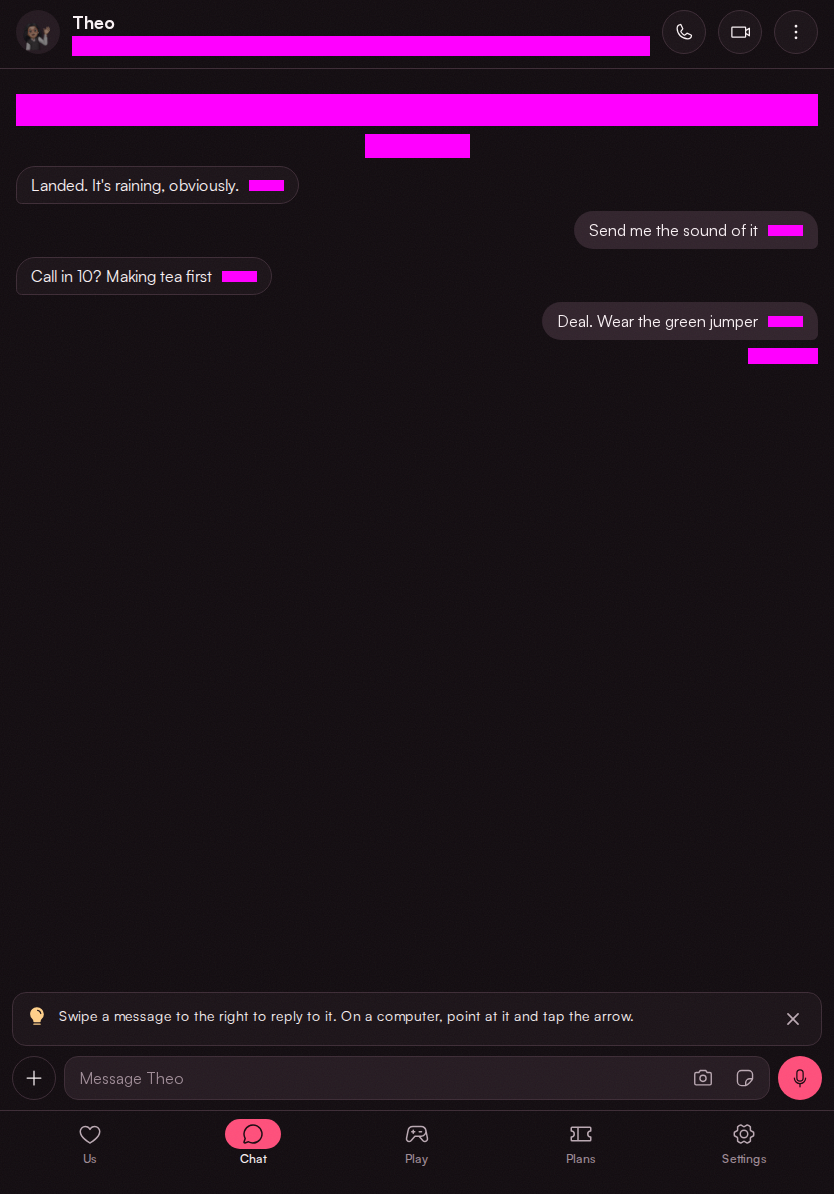 Theo
Landed. It's raining, obviously.
Send me the sound of it
Call in 10? Making tea first
Deal. Wear the green jumper
Swipe a message to the right to reply to it. On a computer, point at it and tap the arrow.
Message Theo
Us
Chat
Play
Plans
Settings